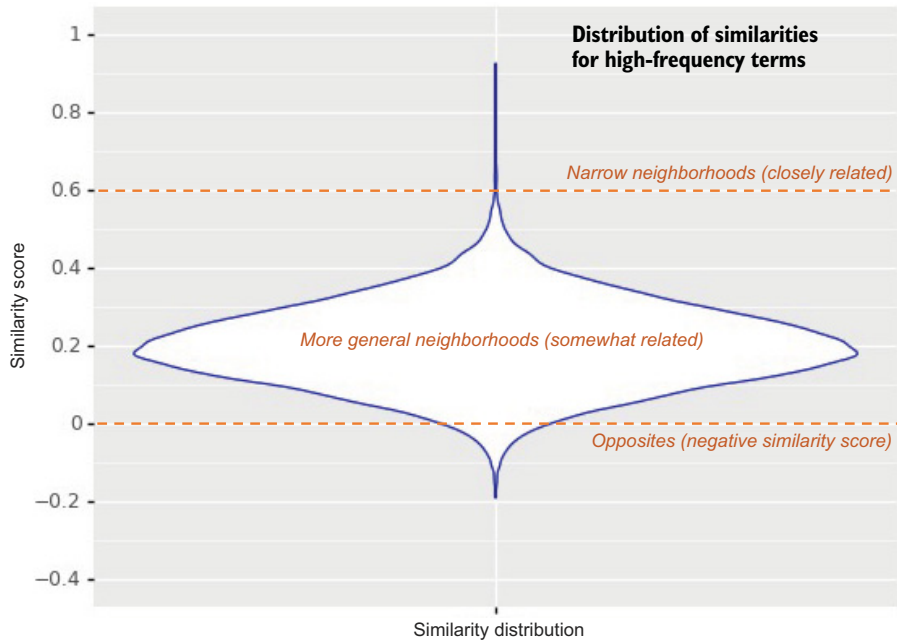 Distribution of similarities
for high-frequency terms
1
0.8
Narrow neighborhoods (closely related)
0.6
Similarity score
0.4
More general neighborhoods (somewhat related)
0.2
0
Opposites (negative similarity score)
−0.2
−0.4
Similarity distribution